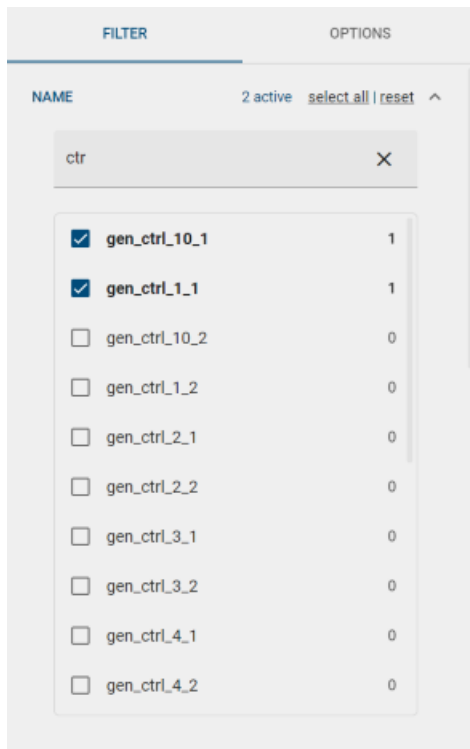 FILTER OPTIONS
NAME 2 active select all | reset
ctr
gen_ctrl_10_1 1
gen_ctrl_1_1 1
gen_ctrl_10_2 0
gen_ctrl_1_2 0
gen_ctrl_2_1 0
gen_ctrl_2_2 0
gen_ctrl_3_1 0
gen_ctrl_3_2 0
gen_ctrl_4_1 0
gen_ctrl_4_2 0